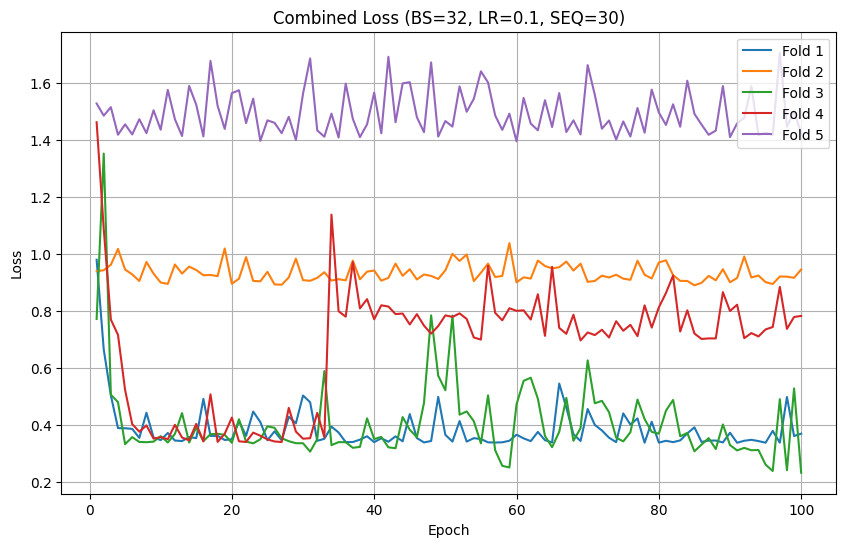 Combined Loss (BS=32, LR=0.1, SEQ=30)
Fold 1
Fold 2
Fold 3
Fold 4
Fold 5
1.6
1.4
1.2
1.0
0.8
0.6
0.4
0.2
Loss
0
20
40
60
80
100
Epoch